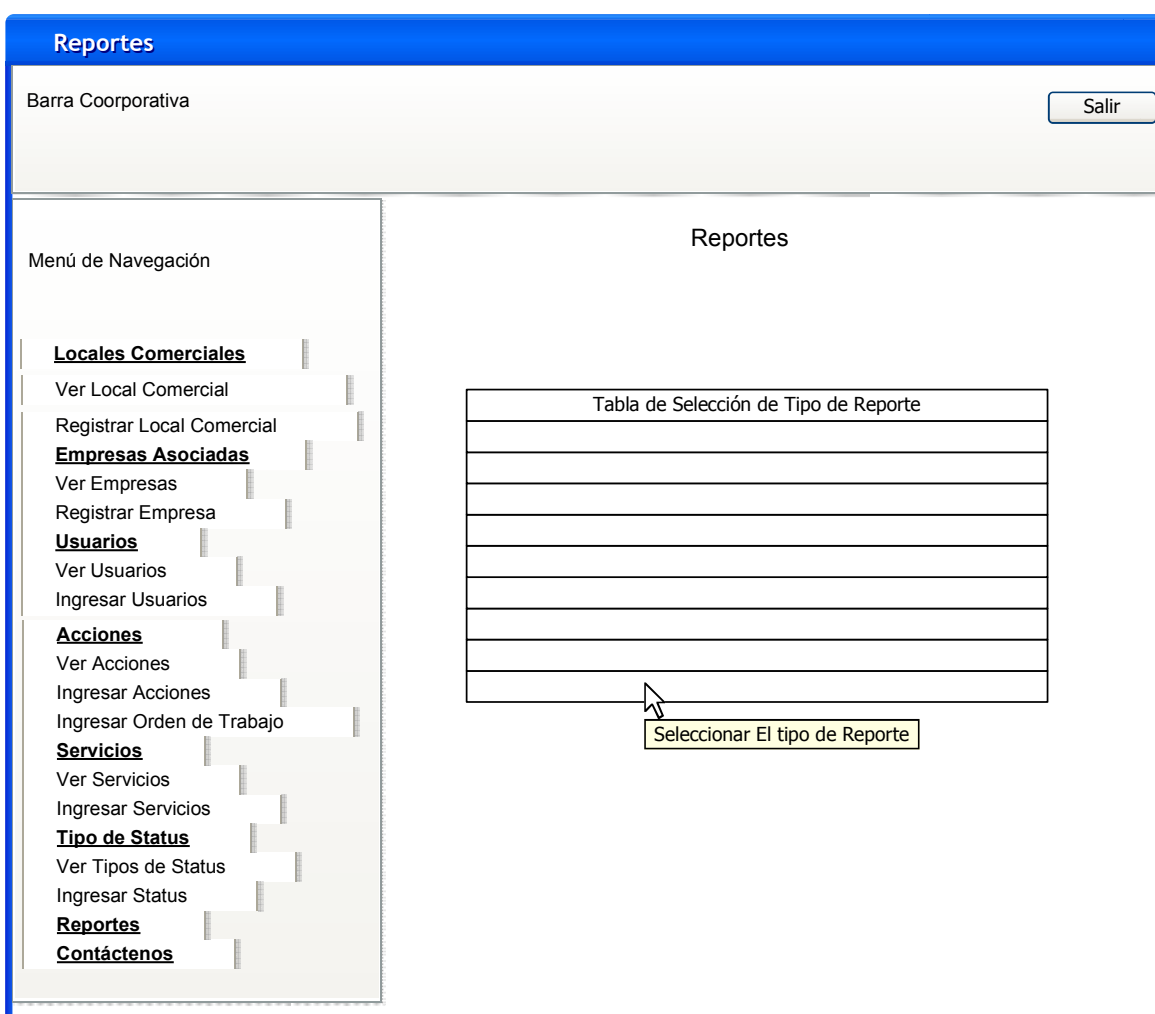 Reportes
Barra Coorporativa
Salir
Menú de Navegación
Locales Comerciales
Ver Local Comercial
Registrar Local Comercial
Empresas Asociadas
Ver Empresas
Registrar Empresa
Usuarios
Ver Usuarios
Ingresar Usuarios
Acciones
Ver Acciones
Ingresar Acciones
Ingresar Orden de Trabajo
Servicios
Ver Servicios
Ingresar Servicios
Tipo de Status
Ver Tipos de Status
Ingresar Status
Reportes
Contáctenos
Reportes
Tabla de Selección de Tipo de Reporte
Seleccionar El tipo de Reporte